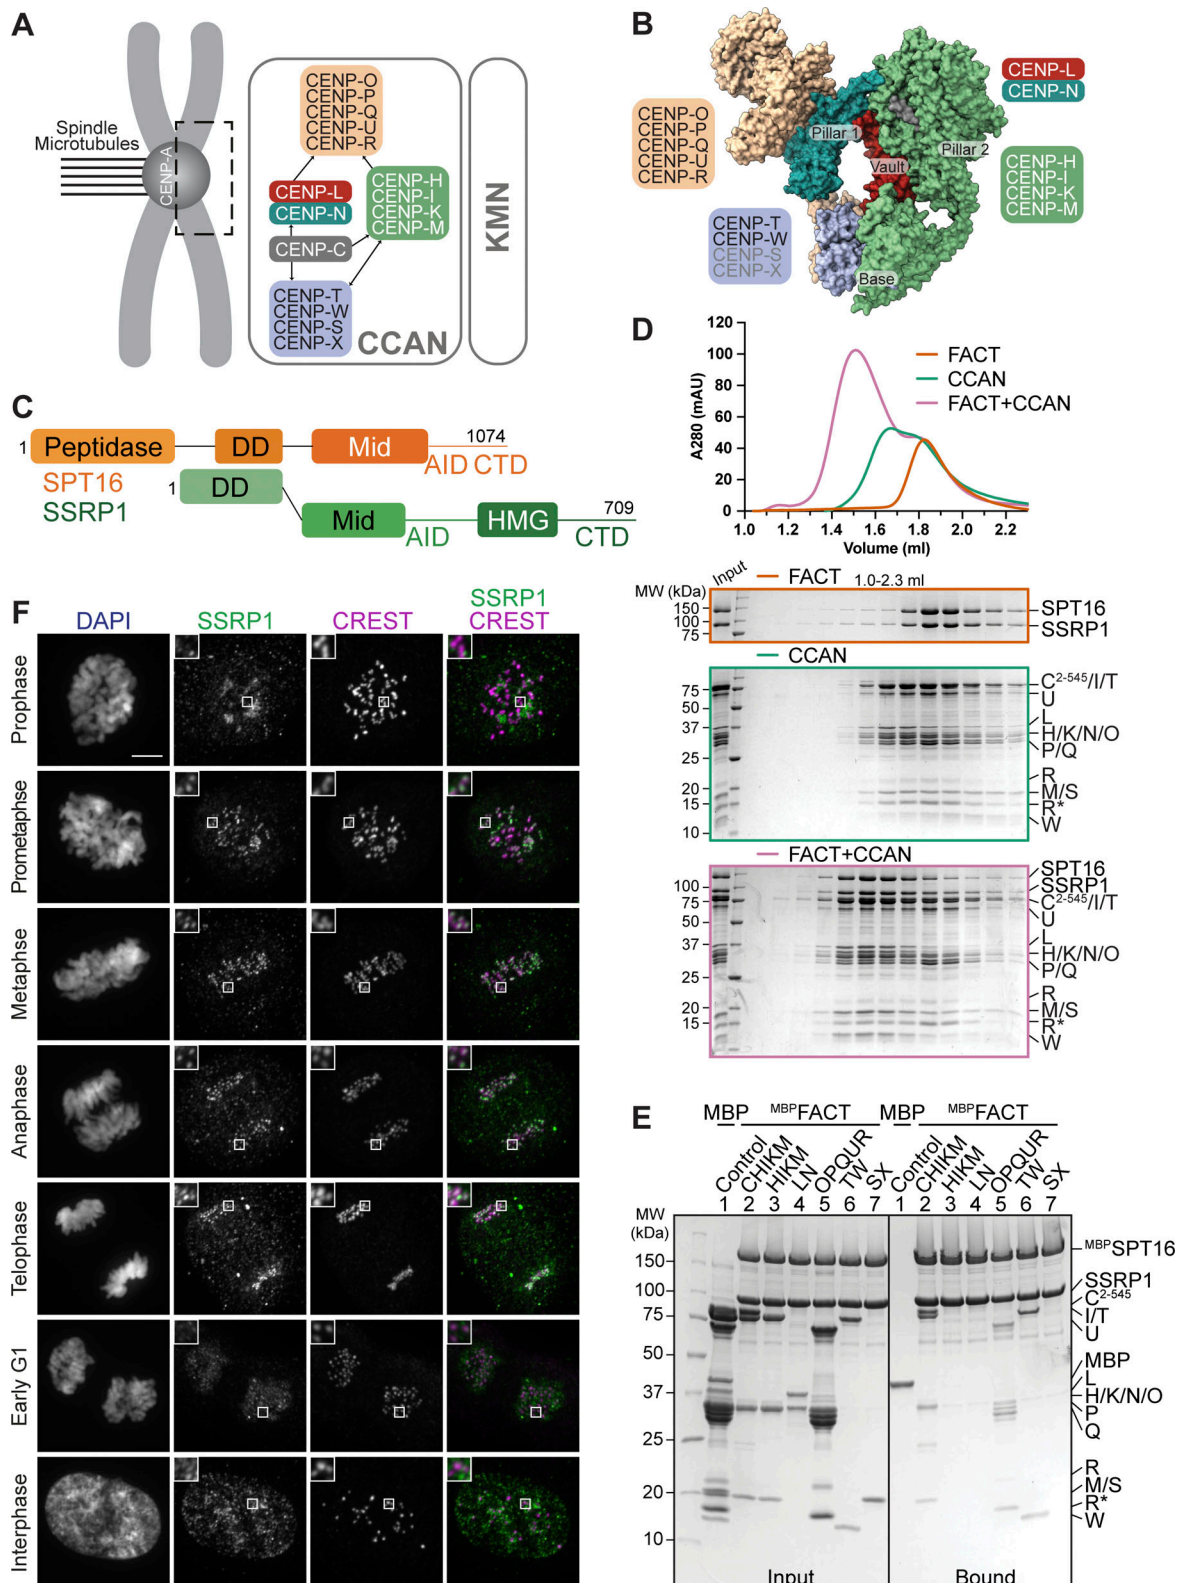 A
Spindle
Microtubules
CENP-A
CENP-O
CENP-P
CENP-Q
CENP-U
CENP-R
CENP-L
CENP-N
CENP-C
CENP-H
CENP-I
CENP-K
CENP-M
CENP-T
CENP-W
CENP-S
CENP-X
CCAN
KMN
B
CENP-L
CENP-N
CENP-O
CENP-P
CENP-Q
CENP-U
CENP-R
Pillar 1
Vault
Pillar 2
CENP-H
CENP-I
CENP-K
CENP-M
CENP-T
CENP-W
CENP-S
CENP-X
Base
C
1 Peptidase DD Mid 1074
AID CTD
SPT16
SSRP1
1 DD
Mid AID HMG 709
CTD
D
120
100
80
60
40
20
0
A280 (mAU)
FACT
CCAN
FACT+CCAN
1.0 1.2 1.4 1.6 1.8 2.0 2.2
Volume (ml)
Input
FACT 1.0-2.3 ml
MW (kDa)
150
100
75
SPT16
SSRP1
CCAN
75
50
37
25
20
15
10
C2-545/I/T
U
L
H/K/N/O
P/Q
R
M/S
R*
W
FACT+CCAN
100
75
50
37
25
20
15
SPT16
SSRP1
C2-545/I/T
U
L
H/K/N/O
P/Q
R
M/S
R*
W
E
MBP MBPFACT MBP MBPFACT
Control CHIKM HIKM LN OPQUR TW SX Control CHIKM HIKM LN OPQUR TW SX
1 2 3 4 5 6 7 1 2 3 4 5 6 7
MW
(kDa)
150
100
75
50
37
25
20
10
MBPSPT16
SSRP1
C2-545
I/T
U
MBP
L
H/K/N/O
P
Q
R
M/S
R*
W
Input Bound
F
DAPI SSRP1 CREST SSRP1
CREST
Prophase
Prometaphse
Metaphse
Anaphase
Telophase
Early G1
Interphase